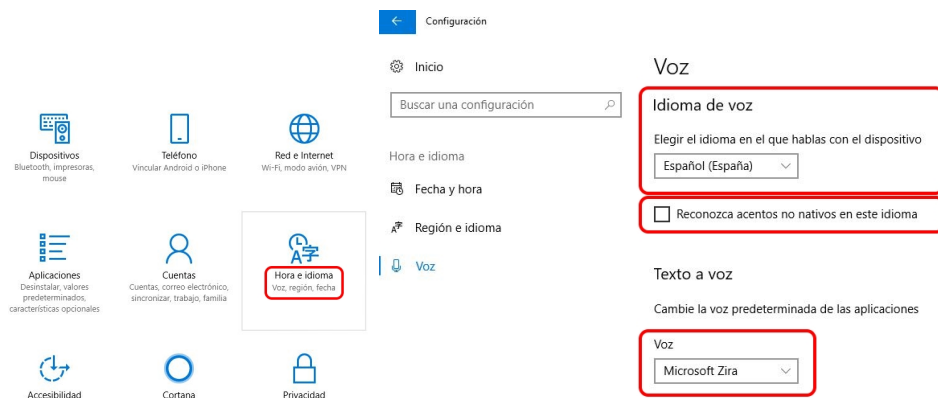 Dispositivos
Bluetooth, impresoras,
mouse
Teléfono
Vincular Android o iPhone
Red e Internet
Wi-Fi, modo avión, VPN
Aplicaciones
Desinstalar, valores
predeterminados,
características opcionales
Cuentas
Cuentas, correo electrónico,
sincronizar, trabajo, familia
A字
Hora e idioma
Voz, región, fecha
Accesibilidad
Cortana
Privacidad
Configuración
Inicio
Buscar una configuración
Hora e idioma
Fecha y hora
A字 Región e idioma
Voz
Voz
Idioma de voz
Elegir el idioma en el que hablas con el dispositivo
Español (España)
Reconozca acentos no nativos en este idioma
Texto a voz
Cambie la voz predeterminada de las aplicaciones
Voz
Microsoft Zira